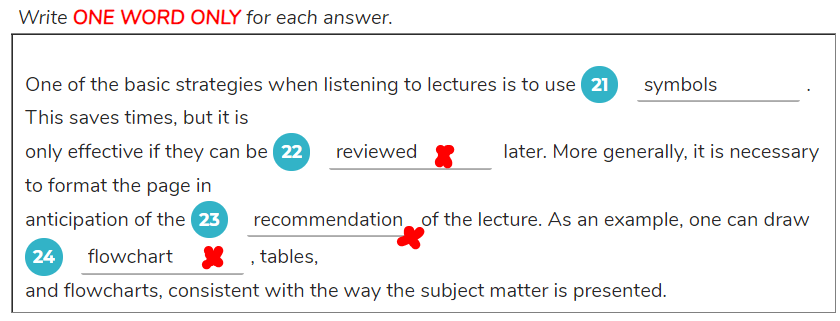 Write ONE WORD ONLY for each answer.
One of the basic strategies when listening to lectures is to use 21 symbols .
This saves times, but it is
only effective if they can be 22 reviewed later. More generally, it is necessary
to format the page in
anticipation of the 23 recommendation of the lecture. As an example, one can draw
24 flowchart , tables,
and flowcharts, consistent with the way the subject matter is presented.